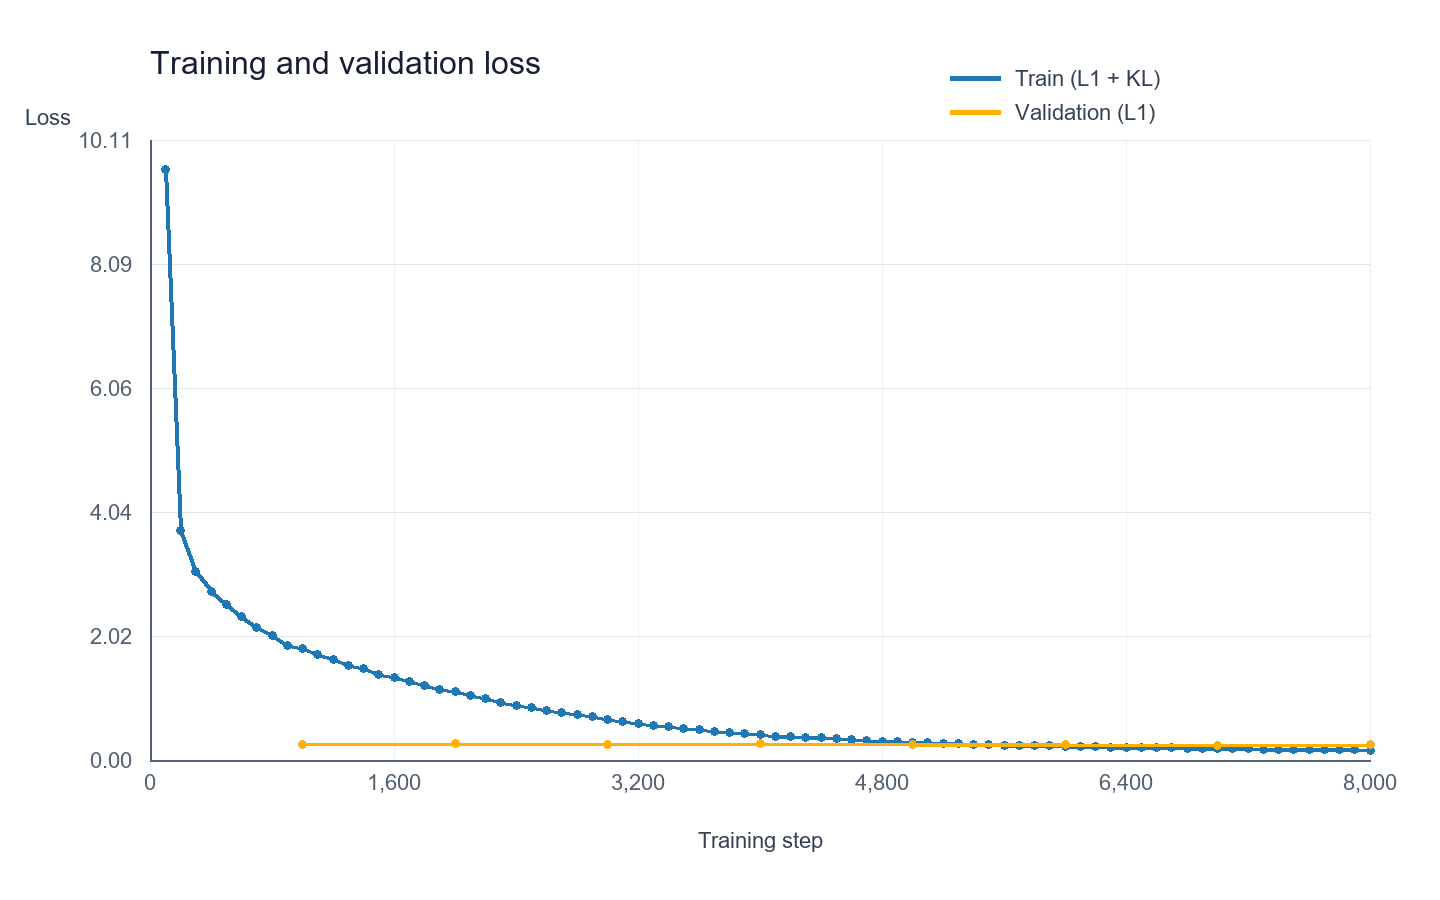 Training and validation loss
Train (L1 + KL)
Validation (L1)
Loss
10.11
8.09
6.06
4.04
2.02
0.00
0 1,600 3,200 4,800 6,400 8,000
Training step